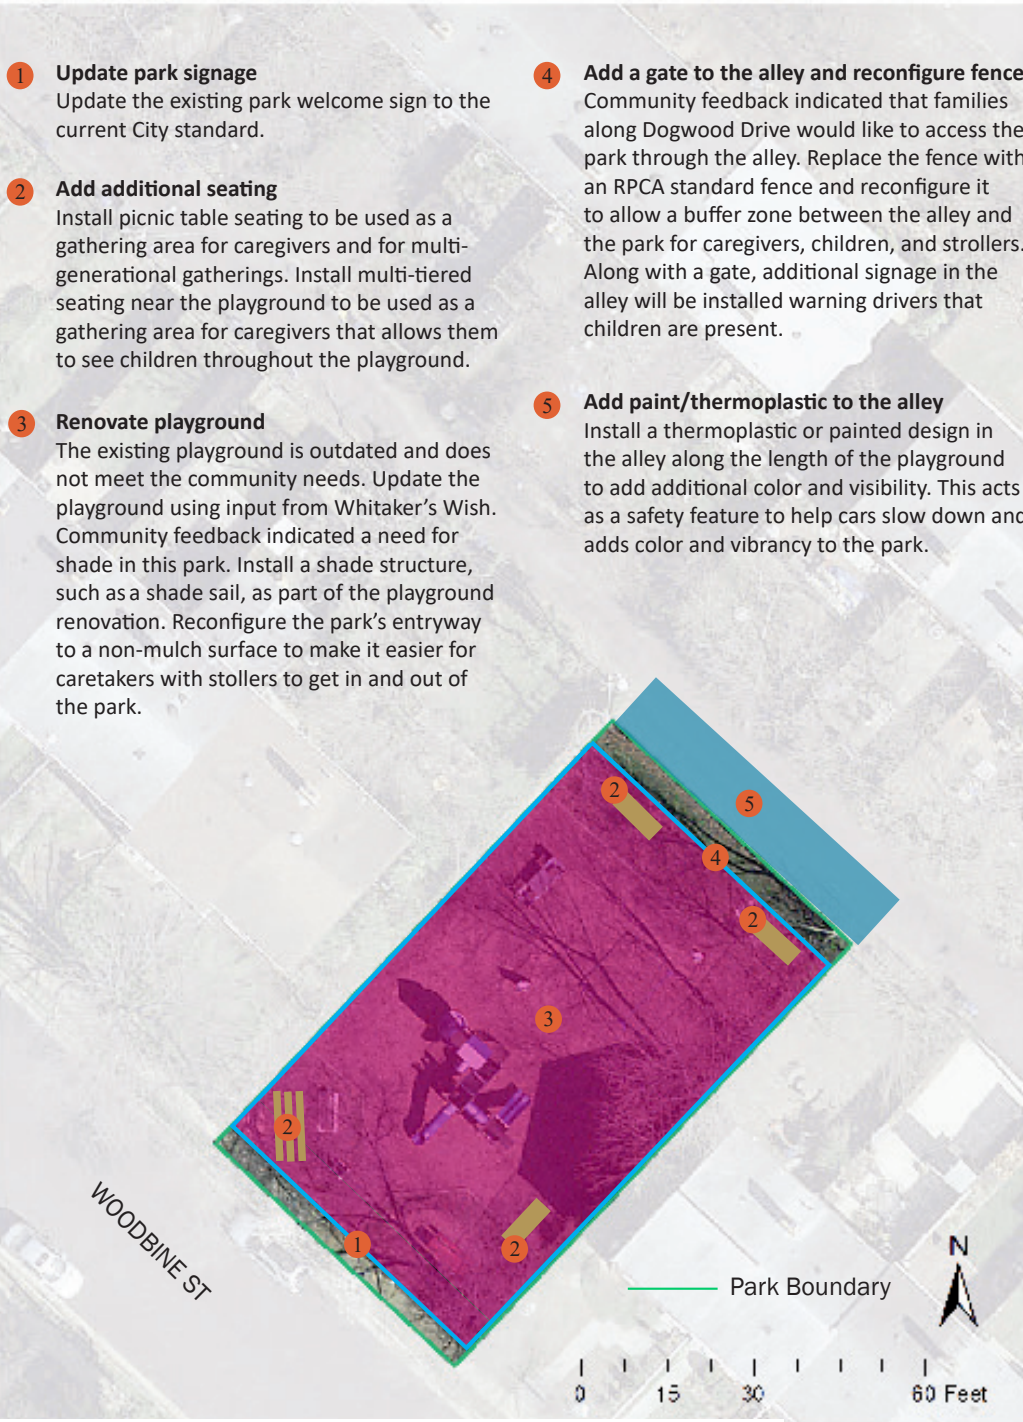 1 Update park signage
Update the existing park welcome sign to the
current City standard.
2 Add additional seating
Install picnic table seating to be used as a
gathering area for caregivers and for multi-
generational gatherings. Install multi-tiered
seating near the playground to be used as a
gathering area for caregivers that allows them
to see children throughout the playground.
3 Renovate playground
The existing playground is outdated and does
not meet the community needs. Update the
playground using input from Whitaker's Wish.
Community feedback indicated a need for
shade in this park. Install a shade structure,
such as a shade sail, as part of the playground
renovation. Reconfigure the park's entryway
to a non-mulch surface to make it easier for
caretakers with stollers to get in and out of
the park.
4 Add a gate to the alley and reconfigure fence
Community feedback indicated that families
along Dogwood Drive would like to access the
park through the alley. Replace the fence with
an RPCA standard fence and reconfigure it
to allow a buffer zone between the alley and
the park for caregivers, children, and strollers.
Along with a gate, additional signage in the
alley will be installed warning drivers that
children are present.
5 Add paint/thermoplastic to the alley
Install a thermoplastic or painted design in
the alley along the length of the playground
to add additional color and visibility. This acts
as a safety feature to help cars slow down and
adds color and vibrancy to the park.
2
5
4
2
3
2
1
2
WOODBINE ST
Park Boundary
N
0 15 30 60 Feet